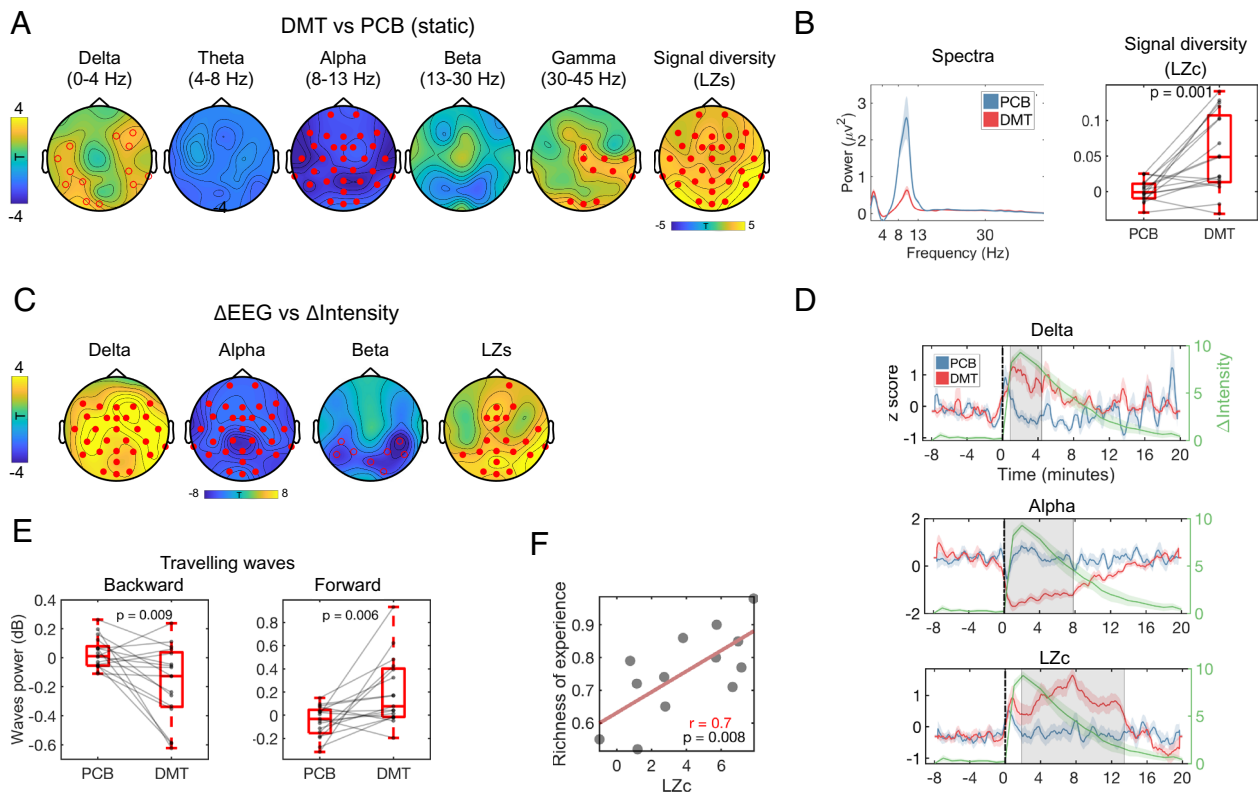 A
DMT vs PCB (static)
Delta
(0-4 Hz)
Theta
(4-8 Hz)
Alpha
(8-13 Hz)
Beta
(13-30 Hz)
Gamma
(30-45 Hz)
Signal diversity
(LZs)
4
T
-4
-4
-5 T 5
B
Spectra
PCB
DMT
Power (μv²)
3
2
1
0
4 8 13 30
Frequency (Hz)
Signal diversity
(LZc)
p = 0.001
0.1
0.05
0
PCB DMT
C
ΔEEG vs ΔIntensity
Delta
Alpha
Beta
LZs
4
T
-4
-8 T 8
D
Delta
PCB
DMT
z score
1
0
-1
10
5
0
ΔIntensity
-8 -4 0 4 8 12 16 20
Time (minutes)
Alpha
2
0
-2
10
5
0
-8 -4 0 4 8 12 16 20
LZc
1
0
-1
10
5
0
-8 -4 0 4 8 12 16 20
E
Travelling waves
Backward
p = 0.009
Waves power (dB)
0.4
0.2
0
-0.2
-0.4
-0.6
PCB DMT
Forward
p = 0.006
0.8
0.6
0.4
0.2
0
-0.2
PCB DMT
F
Richness of experience
0.9
0.8
0.7
0.6
r = 0.7
p = 0.008
0 2 4 6
LZc